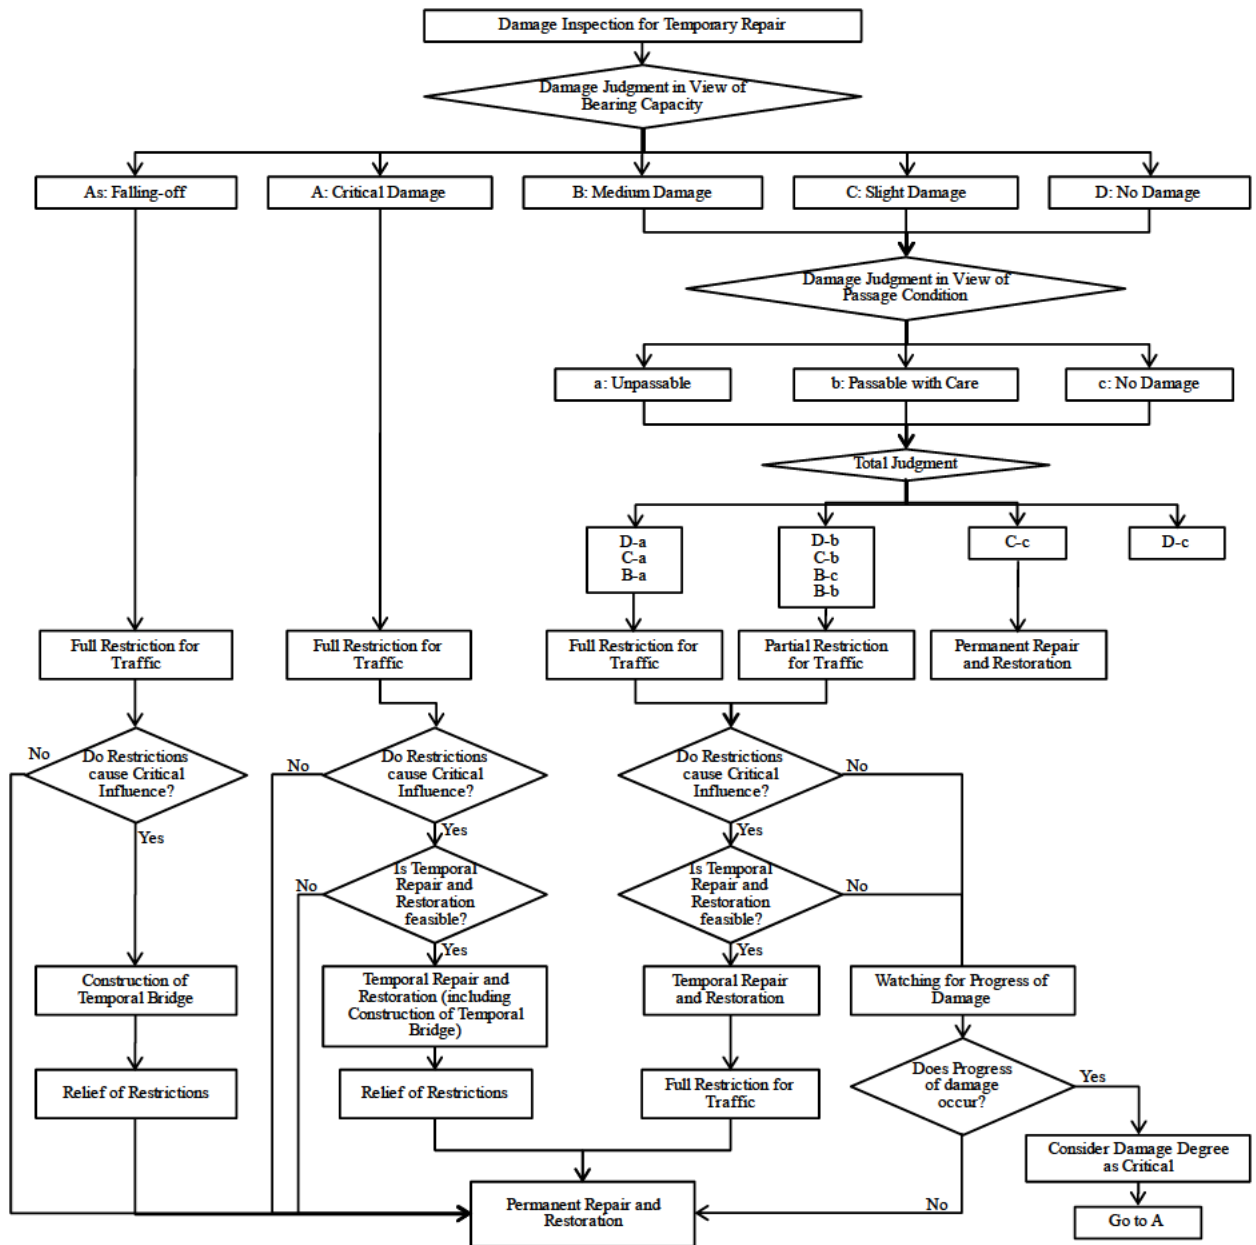 Damage Inspection for Temporary Repair
Damage Judgment in View of
Bearing Capacity
As: Falling-off
A: Critical Damage
B: Medium Damage
C: Slight Damage
D: No Damage
Damage Judgment in View of
Passage Condition
a: Unpassable
b: Passable with Care
c: No Damage
Total Judgment
D-a
C-a
B-a
D-b
C-b
B-c
B-b
C-c
D-c
Full Restriction for
Traffic
Full Restriction for
Traffic
Full Restriction for
Traffic
Partial Restriction
for Traffic
Permanent Repair
and Restoration
No
Do Restrictions
cause Critical
Influence?
Yes
No
Do Restrictions
cause Critical
Influence?
Yes
Do Restrictions
cause Critical
Influence?
No
Yes
No
Is Temporal
Repair and
Restoration
feasible?
Yes
Is Temporal
Repair and
Restoration
feasible?
No
Yes
Construction of
Temporal Bridge
Temporal Repair and
Restoration (including
Construction of Temporal
Bridge)
Temporal Repair
and Restoration
Watching for Progress of
Damage
Relief of Restrictions
Relief of Restrictions
Full Restriction for
Traffic
Does Progress
of damage
occur?
Yes
Consider Damage Degree
as Critical
Permanent Repair and
Restoration
No
Go to A